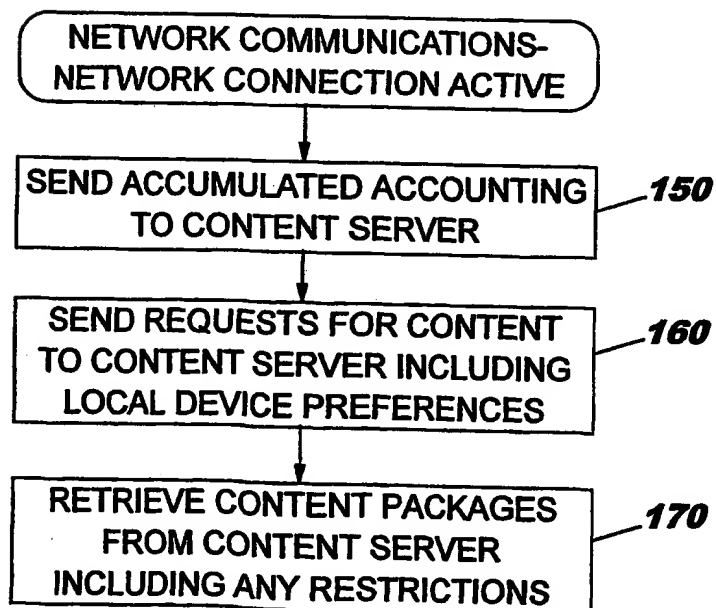 NETWORK COMMUNICATIONS-
NETWORK CONNECTION ACTIVE
SEND ACCUMULATED ACCOUNTING
TO CONTENT SERVER
150
SEND REQUESTS FOR CONTENT
TO CONTENT SERVER INCLUDING
LOCAL DEVICE PREFERENCES
160
RETRIEVE CONTENT PACKAGES
FROM CONTENT SERVER
INCLUDING ANY RESTRICTIONS
170